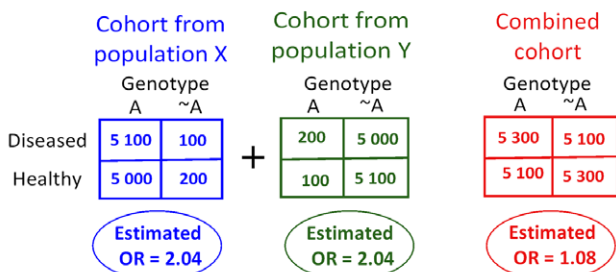 Cohort from
population X
Cohort from
population Y
Combined
cohort
Genotype
A ~A
Genotype
A ~A
Genotype
A ~A
Diseased 5 100 100 200 5 000 5 300 5 100
+
Healthy 5 000 200 100 5 100 5 100 5 300
Estimated
OR = 2.04
Estimated
OR = 2.04
Estimated
OR = 1.08